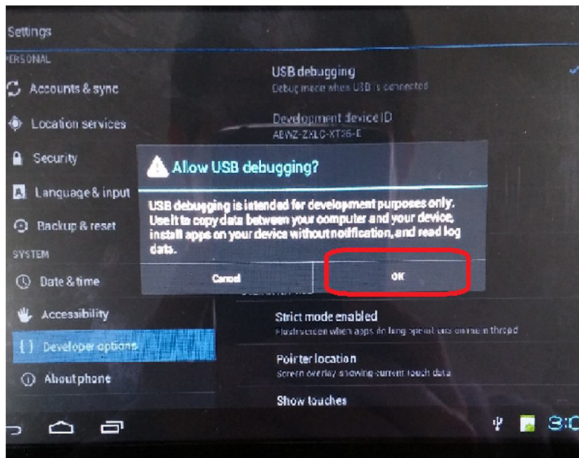 Settings
PERSONAL
Accounts & sync
Location services
Security
Language & input
Backup & reset
SYSTEM
Date & time
Accessibility
{ } Developer options
About phone
USB debugging
Debug mode when USB is connected
Development device ID
Allow USB debugging?
USB debugging is intended for development purposes only.
Use it to copy data between your computer and your device,
install apps on your device without notification, and read log
data.
Cancel
OK
Strict mode enabled
Flash screen when apps do long operations on main thread
Pointer location
Screen overlay showing current touch data
Show touches